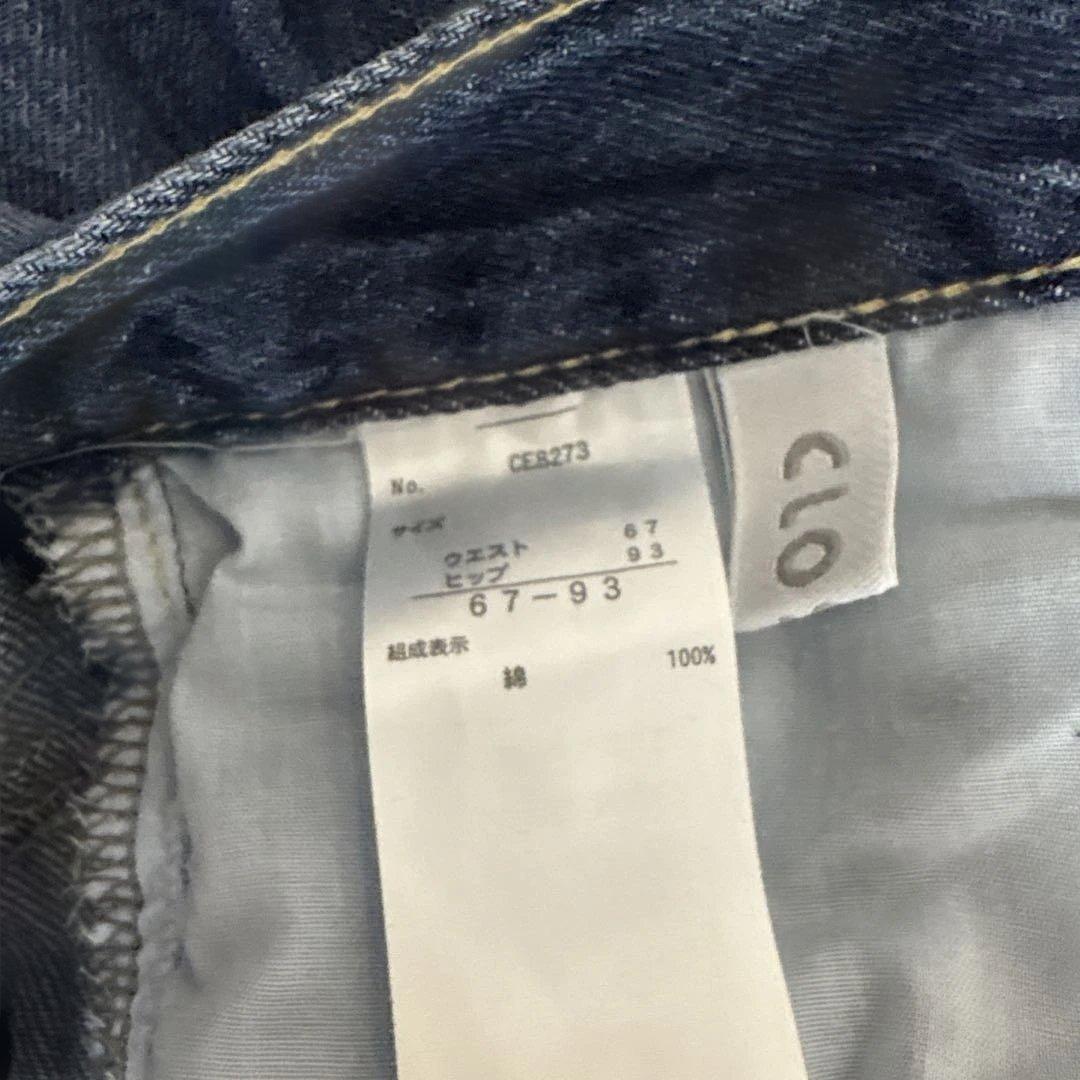 No. CE8273
サイズ
ウエスト 67
ヒップ 93
67-93
組成表示
綿 100%
CLO